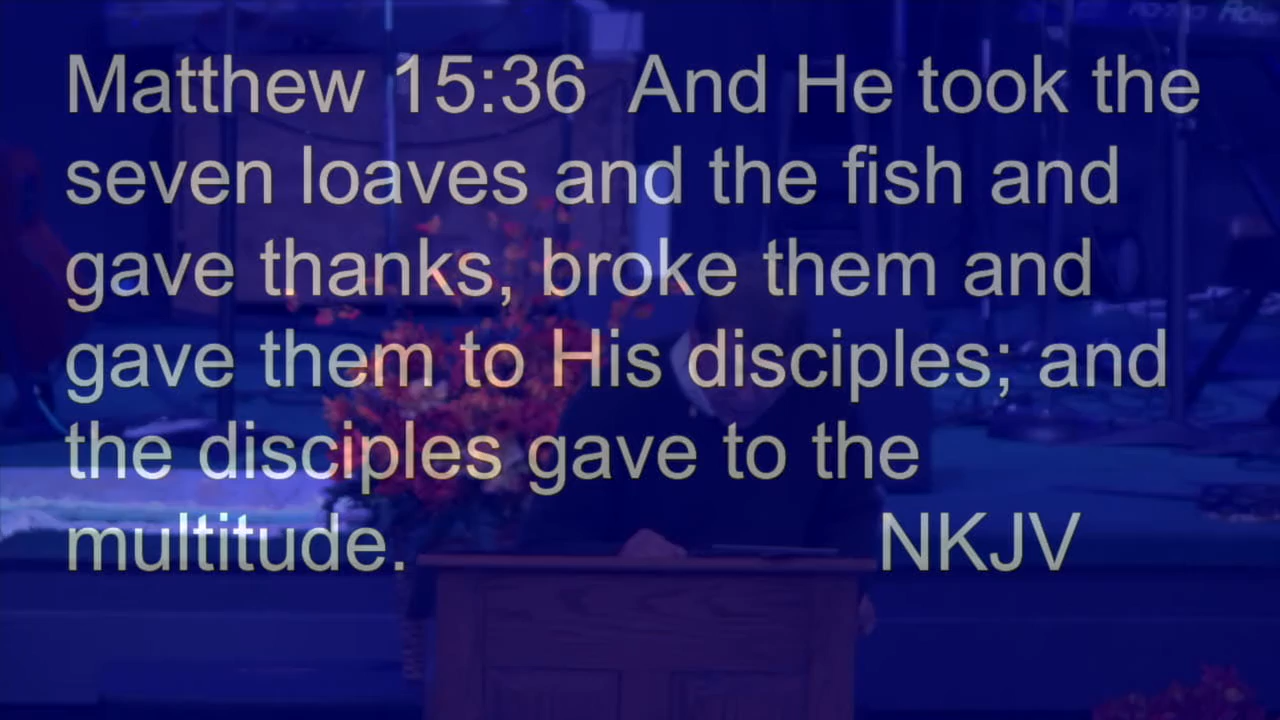 Matthew 15:36  And He took the
seven loaves and the fish and
gave thanks, broke them and
gave them to His disciples; and
the disciples gave to the
multitude. NKJV